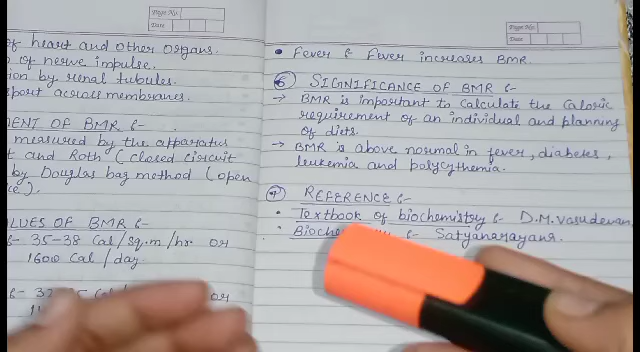 Page No.
Date
of heart and other organs.
of nerve impulse.
tion by renal tubules.
sport across membranes.
MENT OF BMR :-
measured by the apparatus
t and Roth (closed circuit
by Douglas bag method (open
ce).
ALUES OF BMR :-
:- 35-38 Cal/sq.m/hr. or
1600 Cal/day.
or
Page No.
Date
• Fever :- Fever increases BMR.
⑥ SIGNIFICANCE OF BMR :-
→ BMR is important to calculate the caloric
requirement of an individual and planning
of diets.
→ BMR is above normal in fever, diabetes,
leukemia and polycythemia.
⑦ REFERENCE :-
• Textbook of biochemistry :- D.M. Vasudevan
• :- Satyanarayana.